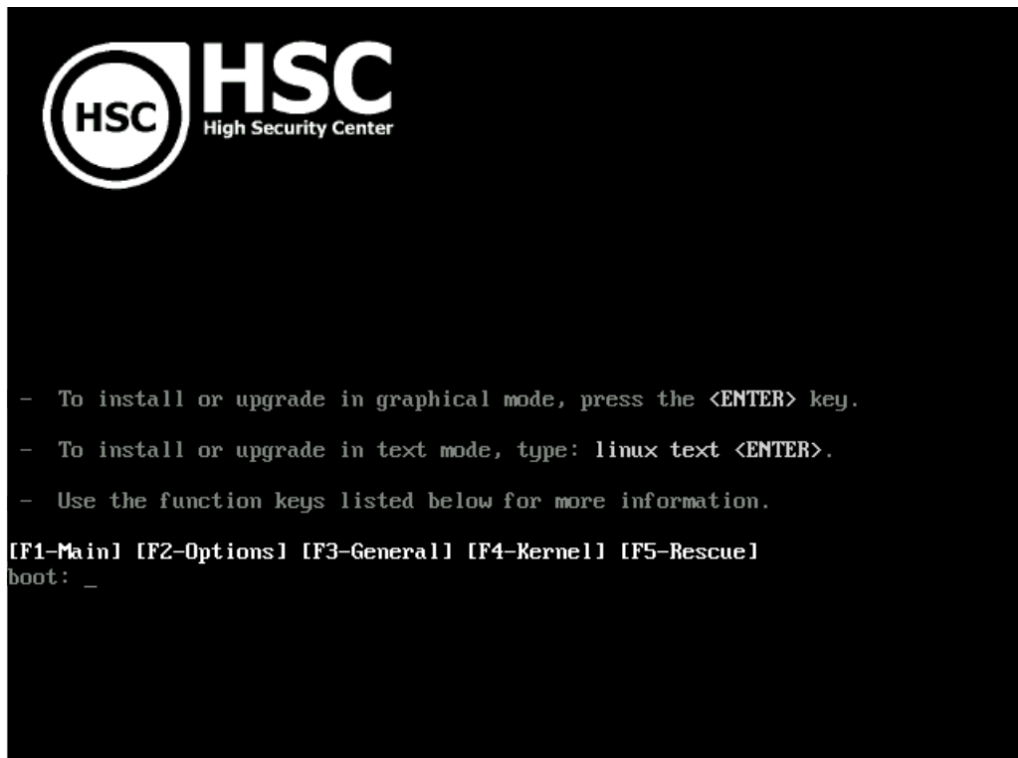 HSC
HSC
High Security Center
- To install or upgrade in graphical mode, press the <ENTER> key.
- To install or upgrade in text mode, type: linux text <ENTER>.
- Use the function keys listed below for more information.
[F1-Main] [F2-Options] [F3-General] [F4-Kernel] [F5-Rescue]
boot: _